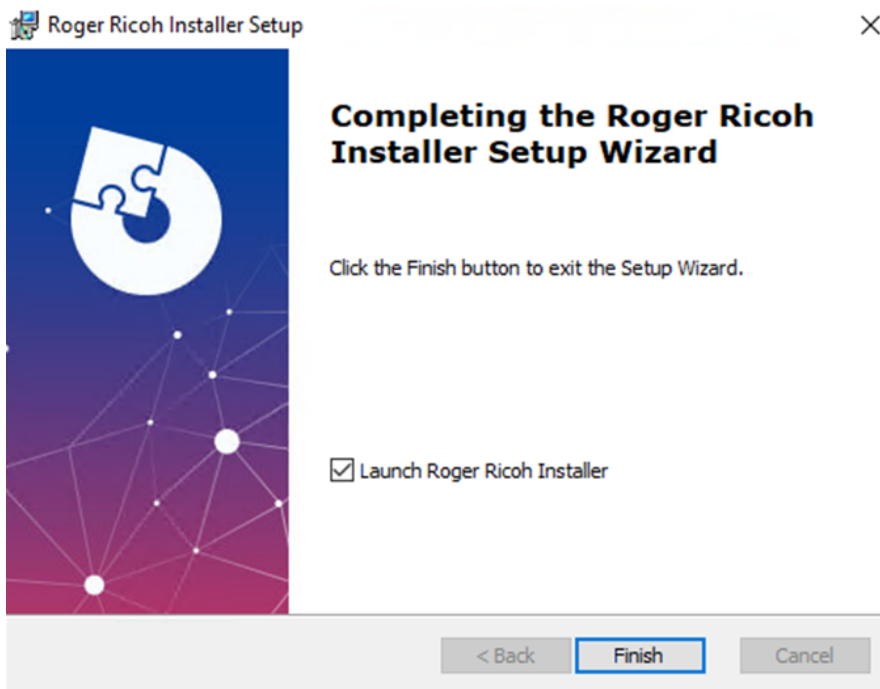 Roger Ricoh Installer Setup
Completing the Roger Ricoh
Installer Setup Wizard
Click the Finish button to exit the Setup Wizard.
Launch Roger Ricoh Installer
< Back
Finish
Cancel